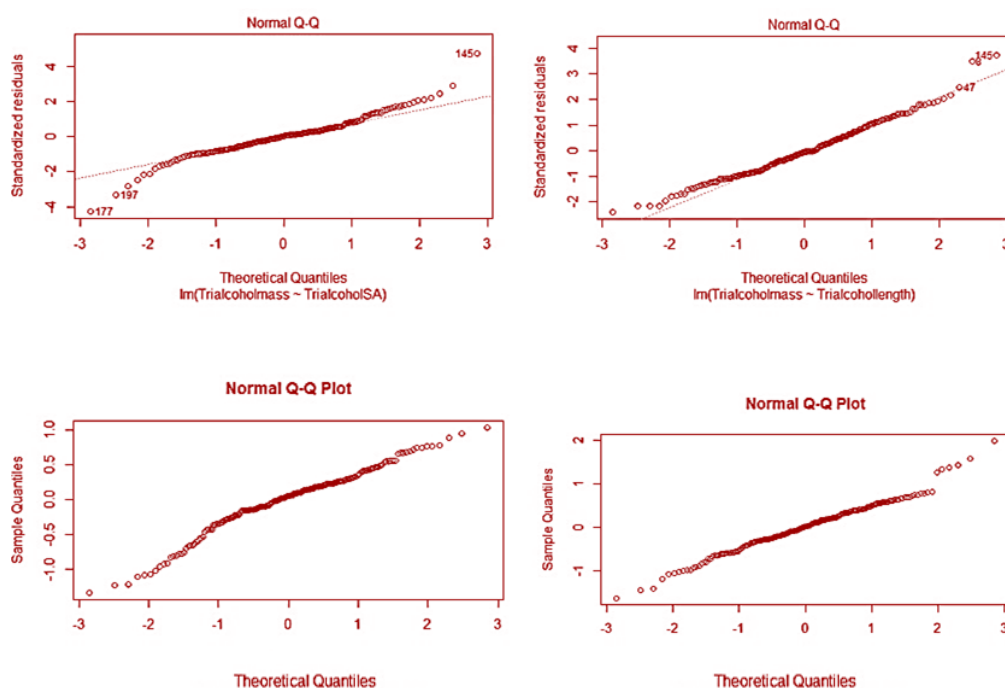 Normal Q-Q
Standardized residuals
4
2
0
-2
-4
145
197
177
-3 -2 -1 0 1 2 3
Theoretical Quantiles
lm(Trialcoholmass ~ TrialcoholSA)
Normal Q-Q
Standardized residuals
4
3
2
1
0
-1
-2
145
47
-3 -2 -1 0 1 2 3
Theoretical Quantiles
lm(Trialcoholmass ~ Trialcohollength)
Normal Q-Q Plot
Sample Quantiles
1.0
0.5
0.0
-0.5
-1.0
-3 -2 -1 0 1 2 3
Theoretical Quantiles
Normal Q-Q Plot
Sample Quantiles
2
1
0
-1
-3 -2 -1 0 1 2 3
Theoretical Quantiles